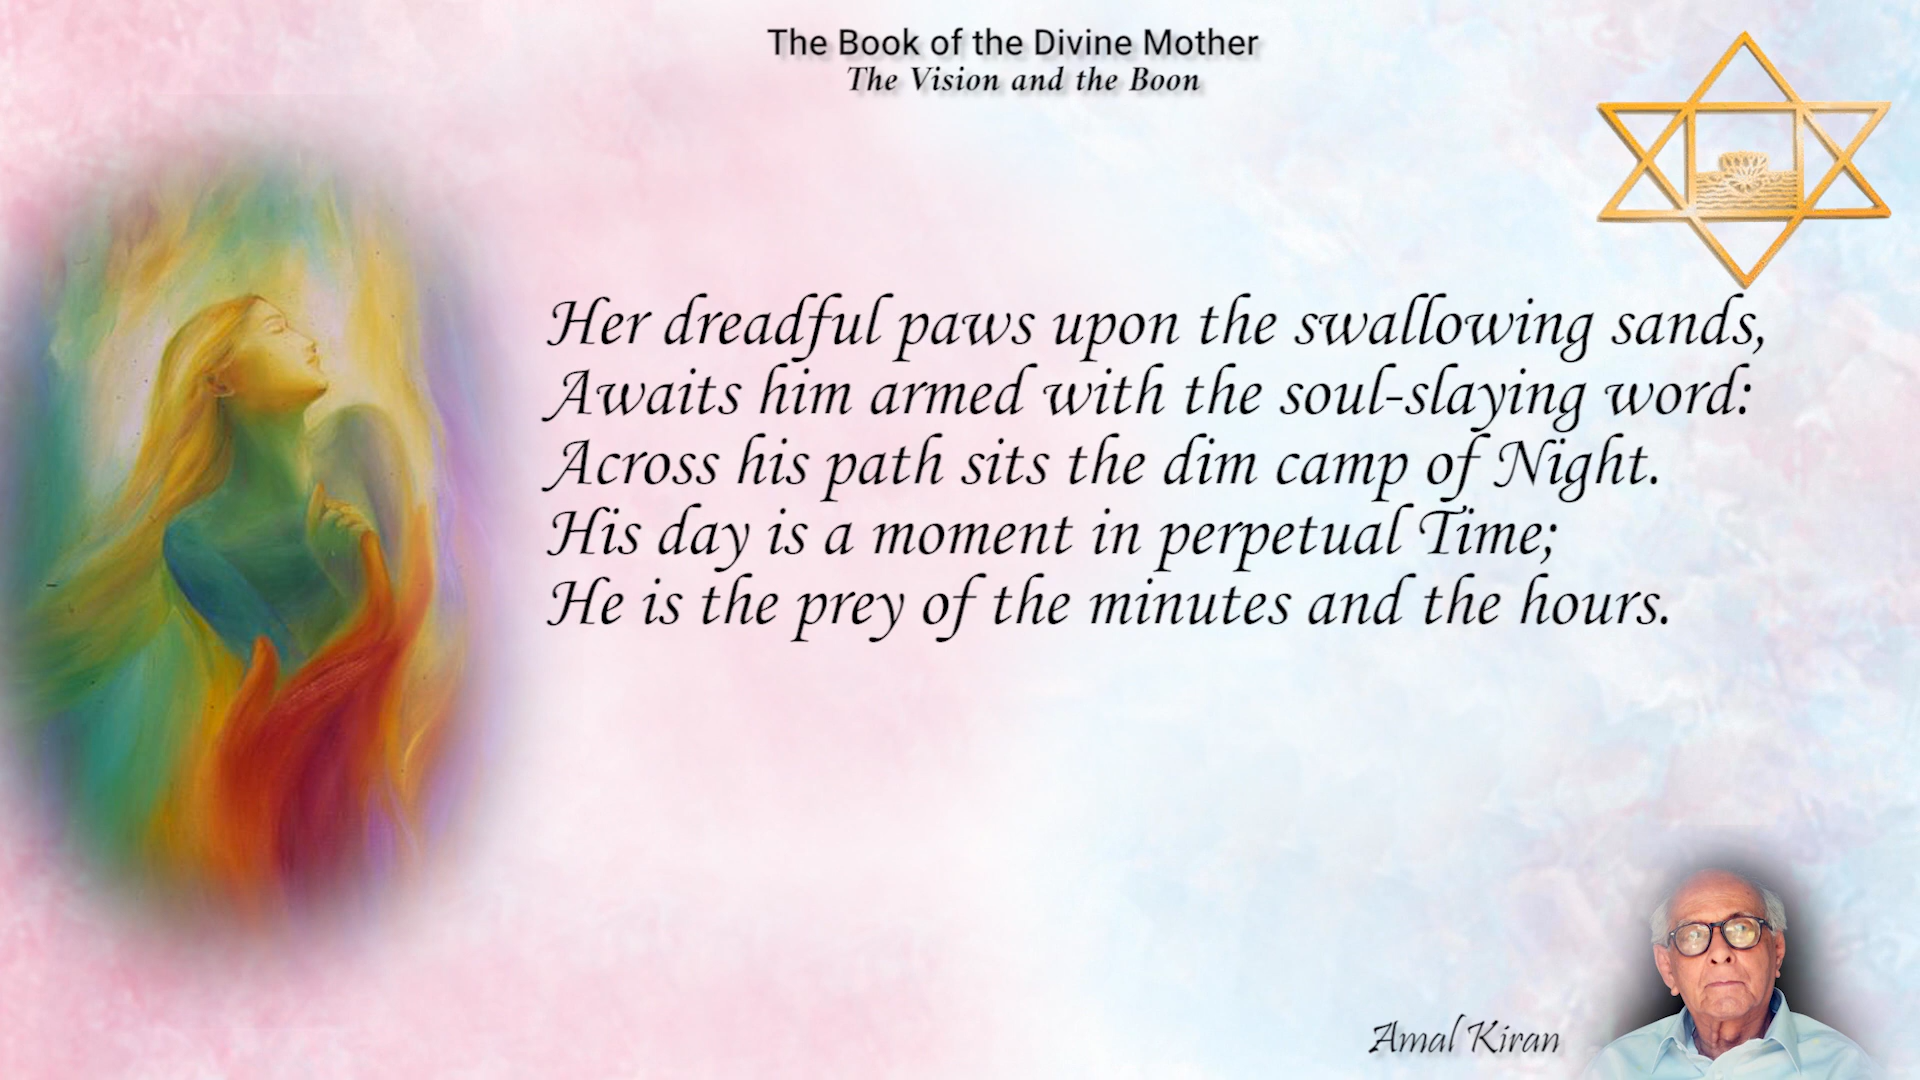 The Book of the Divine Mother
The Vision and the Boon
Her dreadful paws upon the swallowing sands,
Awaits him armed with the soul-slaying word:
Across his path sits the dim camp of Night.
His day is a moment in perpetual Time;
He is the prey of the minutes and the hours.
Amal Kiran